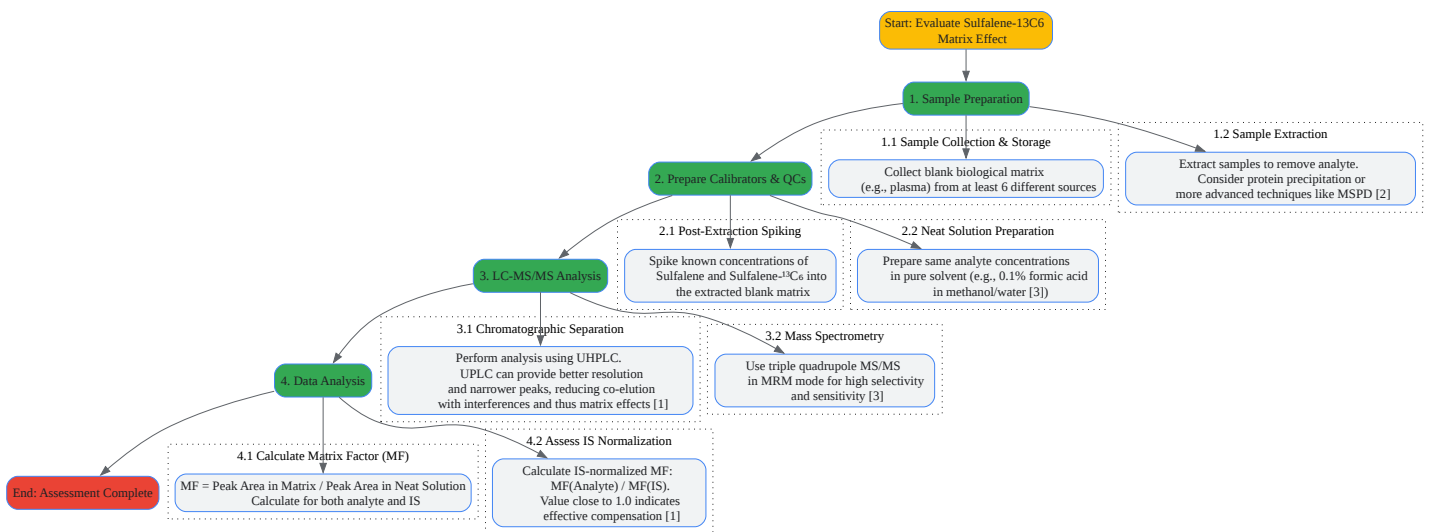 Start: Evaluate Sulfalene-13C6
Matrix Effect
1. Sample Preparation
1.1 Sample Collection & Storage
Collect blank biological matrix
(e.g., plasma) from at least 6 different sources
1.2 Sample Extraction
Extract samples to remove analyte.
Consider protein precipitation or
more advanced techniques like MSPD [2]
2. Prepare Calibrators & QCs
2.1 Post-Extraction Spiking
Spike known concentrations of
Sulfalene and Sulfalene-¹³C₆ into
the extracted blank matrix
2.2 Neat Solution Preparation
Prepare same analyte concentrations
in pure solvent (e.g., 0.1% formic acid
in methanol/water [3])
3. LC-MS/MS Analysis
3.1 Chromatographic Separation
Perform analysis using UHPLC.
UPLC can provide better resolution
and narrower peaks, reducing co-elution
with interferences and thus matrix effects [1]
3.2 Mass Spectrometry
Use triple quadrupole MS/MS
in MRM mode for high selectivity
and sensitivity [3]
4. Data Analysis
4.1 Calculate Matrix Factor (MF)
MF = Peak Area in Matrix / Peak Area in Neat Solution
Calculate for both analyte and IS
4.2 Assess IS Normalization
Calculate IS-normalized MF:
MF(Analyte) / MF(IS).
Value close to 1.0 indicates
effective compensation [1]
End: Assessment Complete